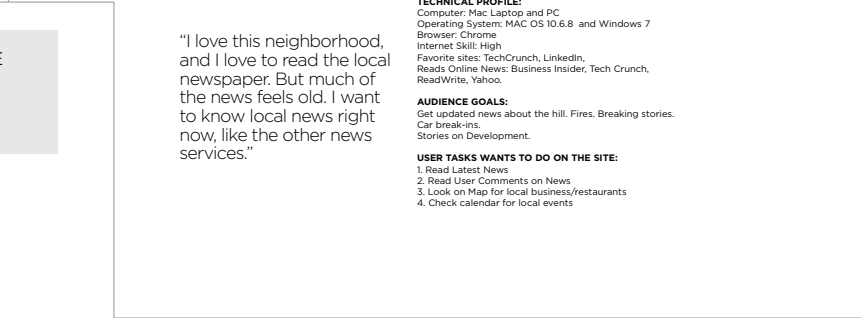 E
“I love this neighborhood,
and I love to read the local
newspaper. But much of
the news feels old. I want
to know local news right
now, like the other news
services.”
TECHNICAL PROFILE:
Computer: Mac Laptop and PC
Operating System: MAC OS 10.6.8 and Windows 7
Browser: Chrome
Internet Skill: High
Favorite sites: TechCrunch, LinkedIn,
Reads Online News: Business Insider, Tech Crunch,
ReadWrite, Yahoo.
AUDIENCE GOALS:
Get updated news about the hill. Fires. Breaking stories.
Car break-ins.
Stories on Development.
USER TASKS WANTS TO DO ON THE SITE:
1. Read Latest News
2. Read User Comments on News
3. Look on Map for local business/restaurants
4. Check calendar for local events